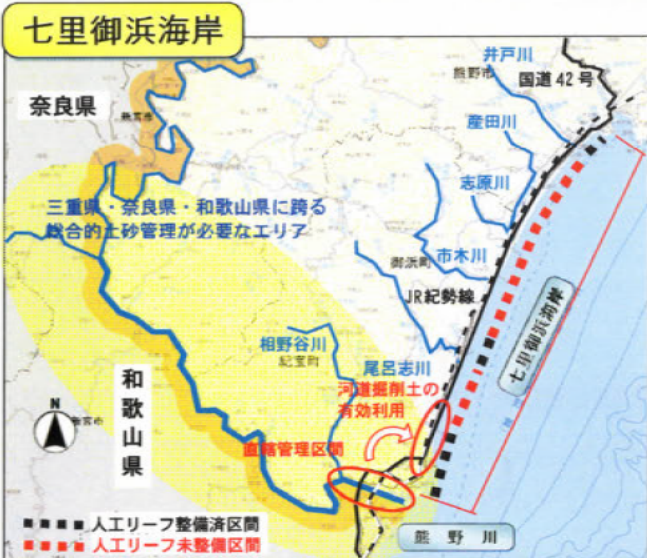 七里御浜海岸
井戸川
熊野市
国道42号
奈良県
産田川
志原川
三重県・奈良県・和歌山県に跨る
総合的土砂管理が必要なエリア
市木川
御浜町
JR紀勢線
七里御浜海岸
相野谷川
紀宝町
尾呂志川
河道掘削土の
有効利用
和歌山県
N
新宮市
直轄管理区間
人工リーフ整備済区間
人工リーフ未整備区間
熊野川